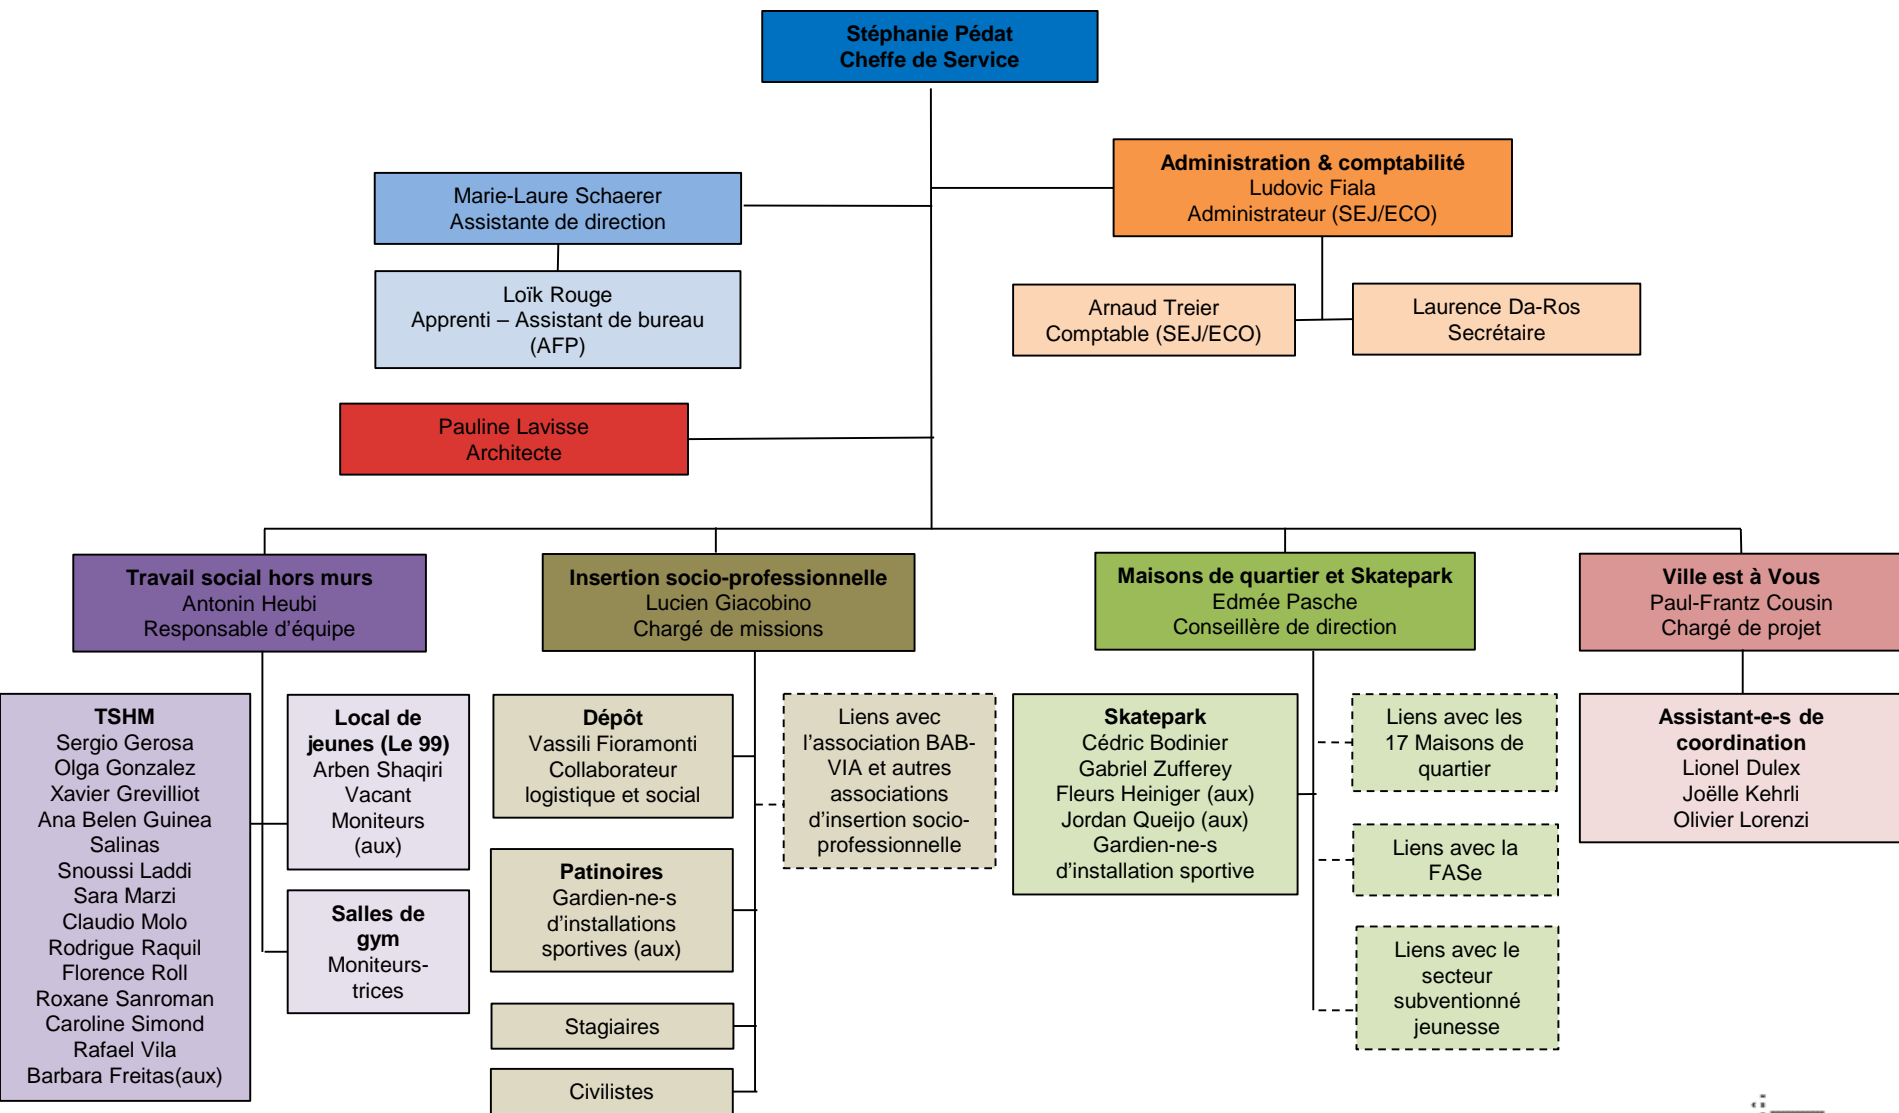 Stéphanie Pédat
Cheffe de Service
Administration & comptabilité
Ludovic Fiala
Administrateur (SEJ/ECO)
Marie-Laure Schaerer
Assistante de direction
Loïk Rouge
Apprenti – Assistant de bureau
(AFP)
Arnaud Treier
Comptable (SEJ/ECO)
Laurence Da-Ros
Secrétaire
Pauline Lavisse
Architecte
Travail social hors murs
Antonin Heubi
Responsable d'équipe
Insertion socio-professionnelle
Lucien Giacobino
Chargé de missions
Maisons de quartier et Skatepark
Edmée Pasche
Conseillère de direction
Ville est à Vous
Paul-Frantz Cousin
Chargé de projet
TSHM
Sergio Gerosa
Olga Gonzalez
Xavier Grevilliot
Ana Belen Guinea
Salinas
Snoussi Laddi
Sara Marzi
Claudio Molo
Rodrigue Raquil
Florence Roll
Roxane Sanroman
Caroline Simond
Rafael Vila
Barbara Freitas(aux)
Local de
jeunes (Le 99)
Arben Shaqiri
Vacant
Moniteurs
(aux)
Salles de
gym
Moniteurs-
trices
Dépôt
Vassili Fioramonti
Collaborateur
logistique et social
Patinoires
Gardien-ne-s
d'installations
sportives (aux)
Stagiaires
Civilistes
Liens avec
l'association BAB-
VIA et autres
associations
d'insertion socio-
professionnelle
Skatepark
Cédric Bodinier
Gabriel Zufferey
Fleurs Heiniger (aux)
Jordan Queijo (aux)
Gardien-ne-s
d'installation sportive
Liens avec les
17 Maisons de
quartier
Liens avec la
FASe
Liens avec le
secteur
subventionné
jeunesse
Assistant-e-s de
coordination
Lionel Dulex
Joëlle Kehrli
Olivier Lorenzi